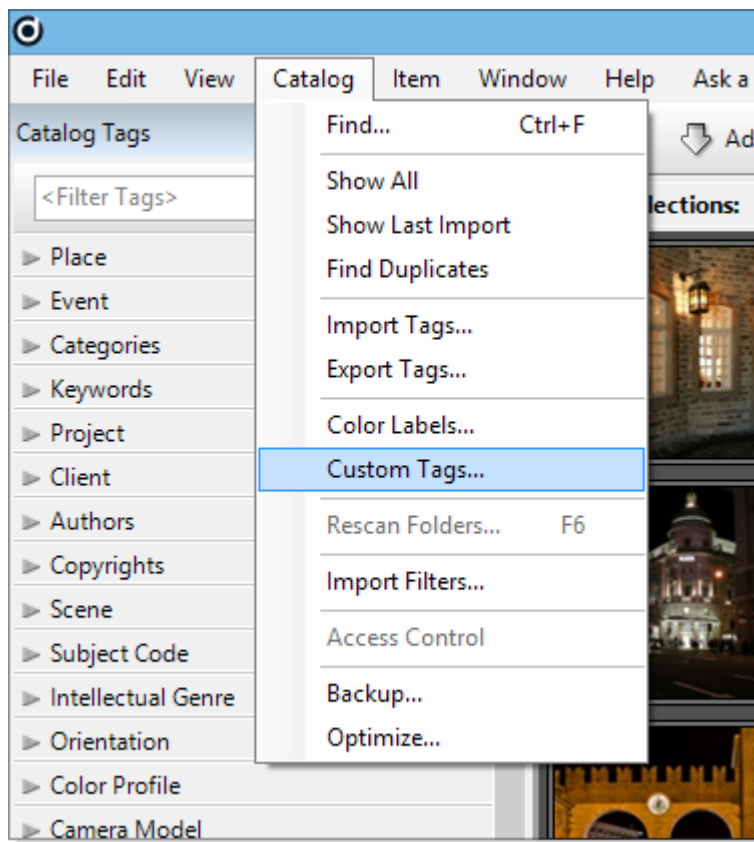 File Edit View Catalog Item Window Help Ask a
Catalog Tags
<Filter Tags>
Place
Event
Categories
Keywords
Project
Client
Authors
Copyrights
Scene
Subject Code
Intellectual Genre
Orientation
Color Profile
Camera Model
Find... Ctrl+F
Show All
Show Last Import
Find Duplicates
Import Tags...
Export Tags...
Color Labels...
Custom Tags...
Rescan Folders... F6
Import Filters...
Access Control
Backup...
Optimize...
Ad
lections: